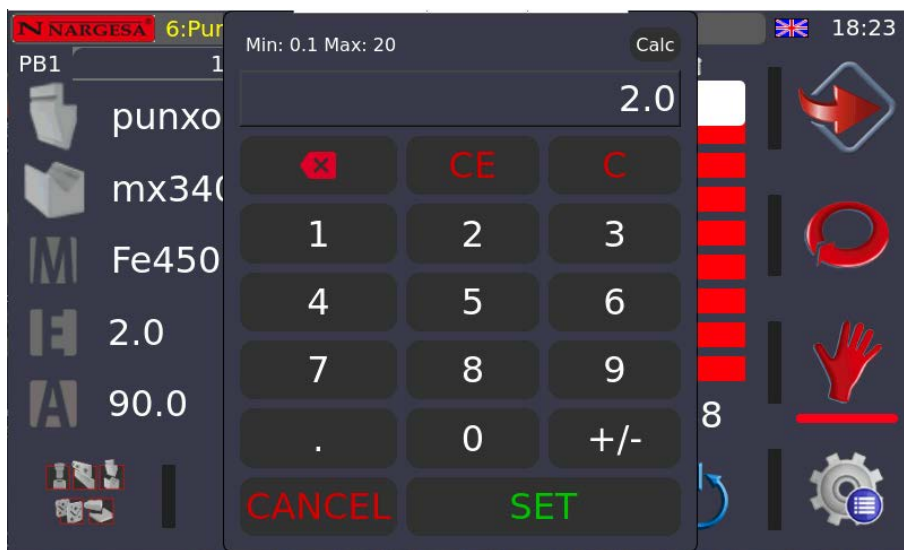 N NARGESA 6:Pun
18:23
PB1 1
Min: 0.1 Max: 20 Calc
2.0
punxo
mx340
Fe450
2.0
90.0
CE C
1 2 3
4 5 6
7 8 9
. 0 +/-
CANCEL SET
M
E
A
8